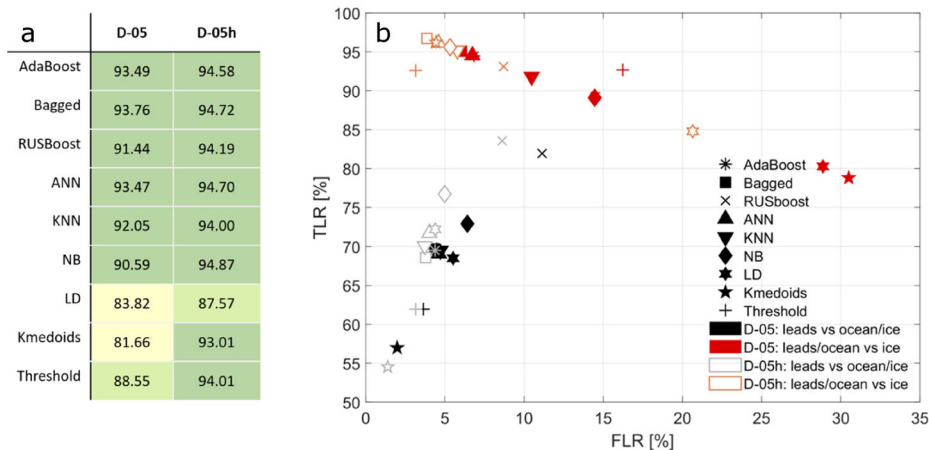 a
D-05 D-05h
AdaBoost 93.49 94.58
Bagged 93.76 94.72
RUSBoost 91.44 94.19
ANN 93.47 94.70
KNN 92.05 94.00
NB 90.59 94.87
LD 83.82 87.57
Kmedoids 81.66 93.01
Threshold 88.55 94.01
b
TLR [%]
100
95
90
85
80
75
70
65
60
55
50
AdaBoost
Bagged
RUSboost
ANN
KNN
NB
LD
Kmedoids
Threshold
D-05: leads vs ocean/ice
D-05: leads/ocean vs ice
D-05h: leads vs ocean/ice
D-05h: leads/ocean vs ice
0 5 10 15 20 25 30 35
FLR [%]